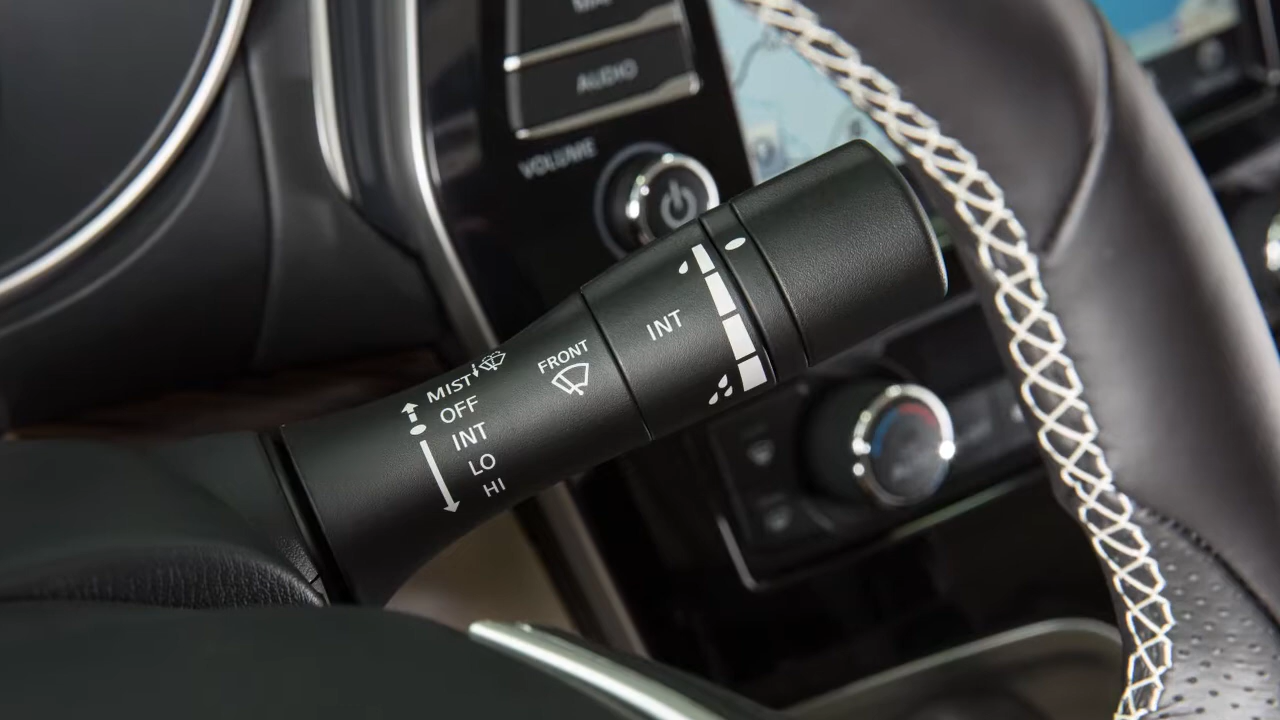 AUDIO
VOLUME
INT
FRONT
MIST
OFF
INT
LO
HI